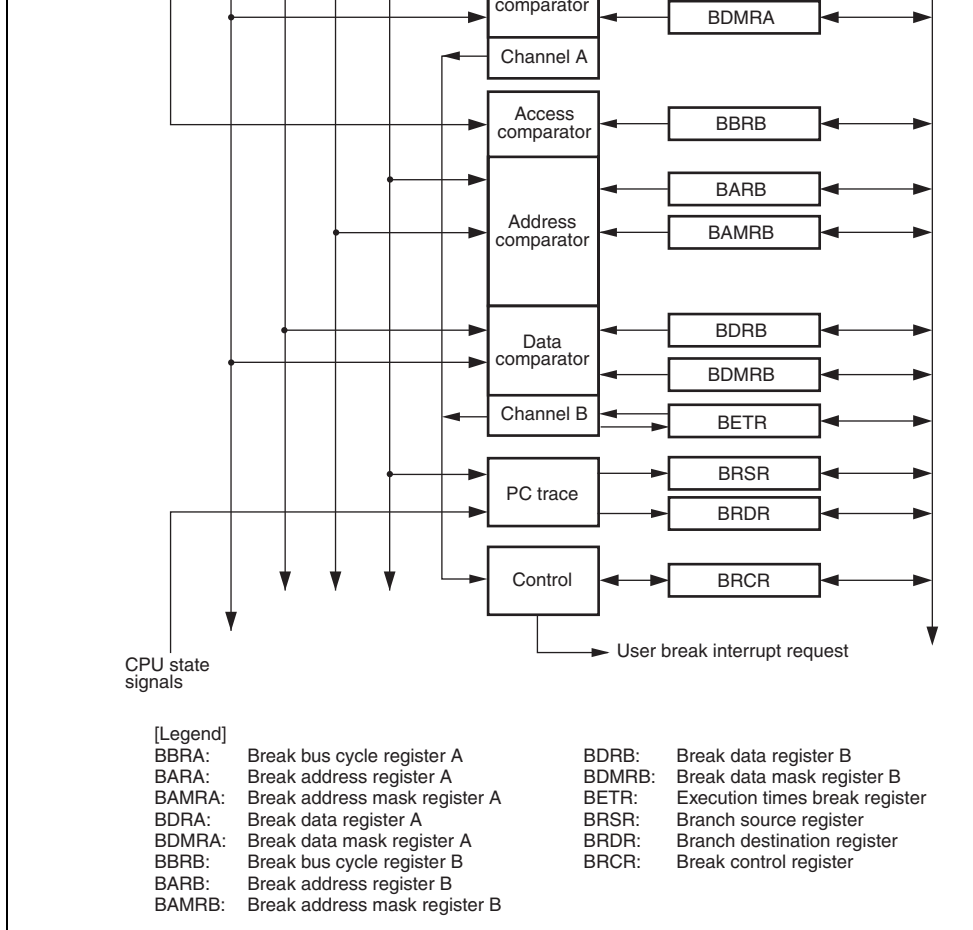 comparator
BDMRA
Channel A
Access
comparator
BBRB
BARB
Address
comparator
BAMRB
Data
comparator
BDRB
BDMRB
Channel B
BETR
PC trace
BRSR
BRDR
Control
BRCR
User break interrupt request
CPU state
signals
[Legend]
BBRA: Break bus cycle register A
BARA: Break address register A
BAMRA: Break address mask register A
BDRA: Break data register A
BDMRA: Break data mask register A
BBRB: Break bus cycle register B
BARB: Break address register B
BAMRB: Break address mask register B
BDRB: Break data register B
BDMRB: Break data mask register B
BETR: Execution times break register
BRSR: Branch source register
BRDR: Branch destination register
BRCR: Break control register